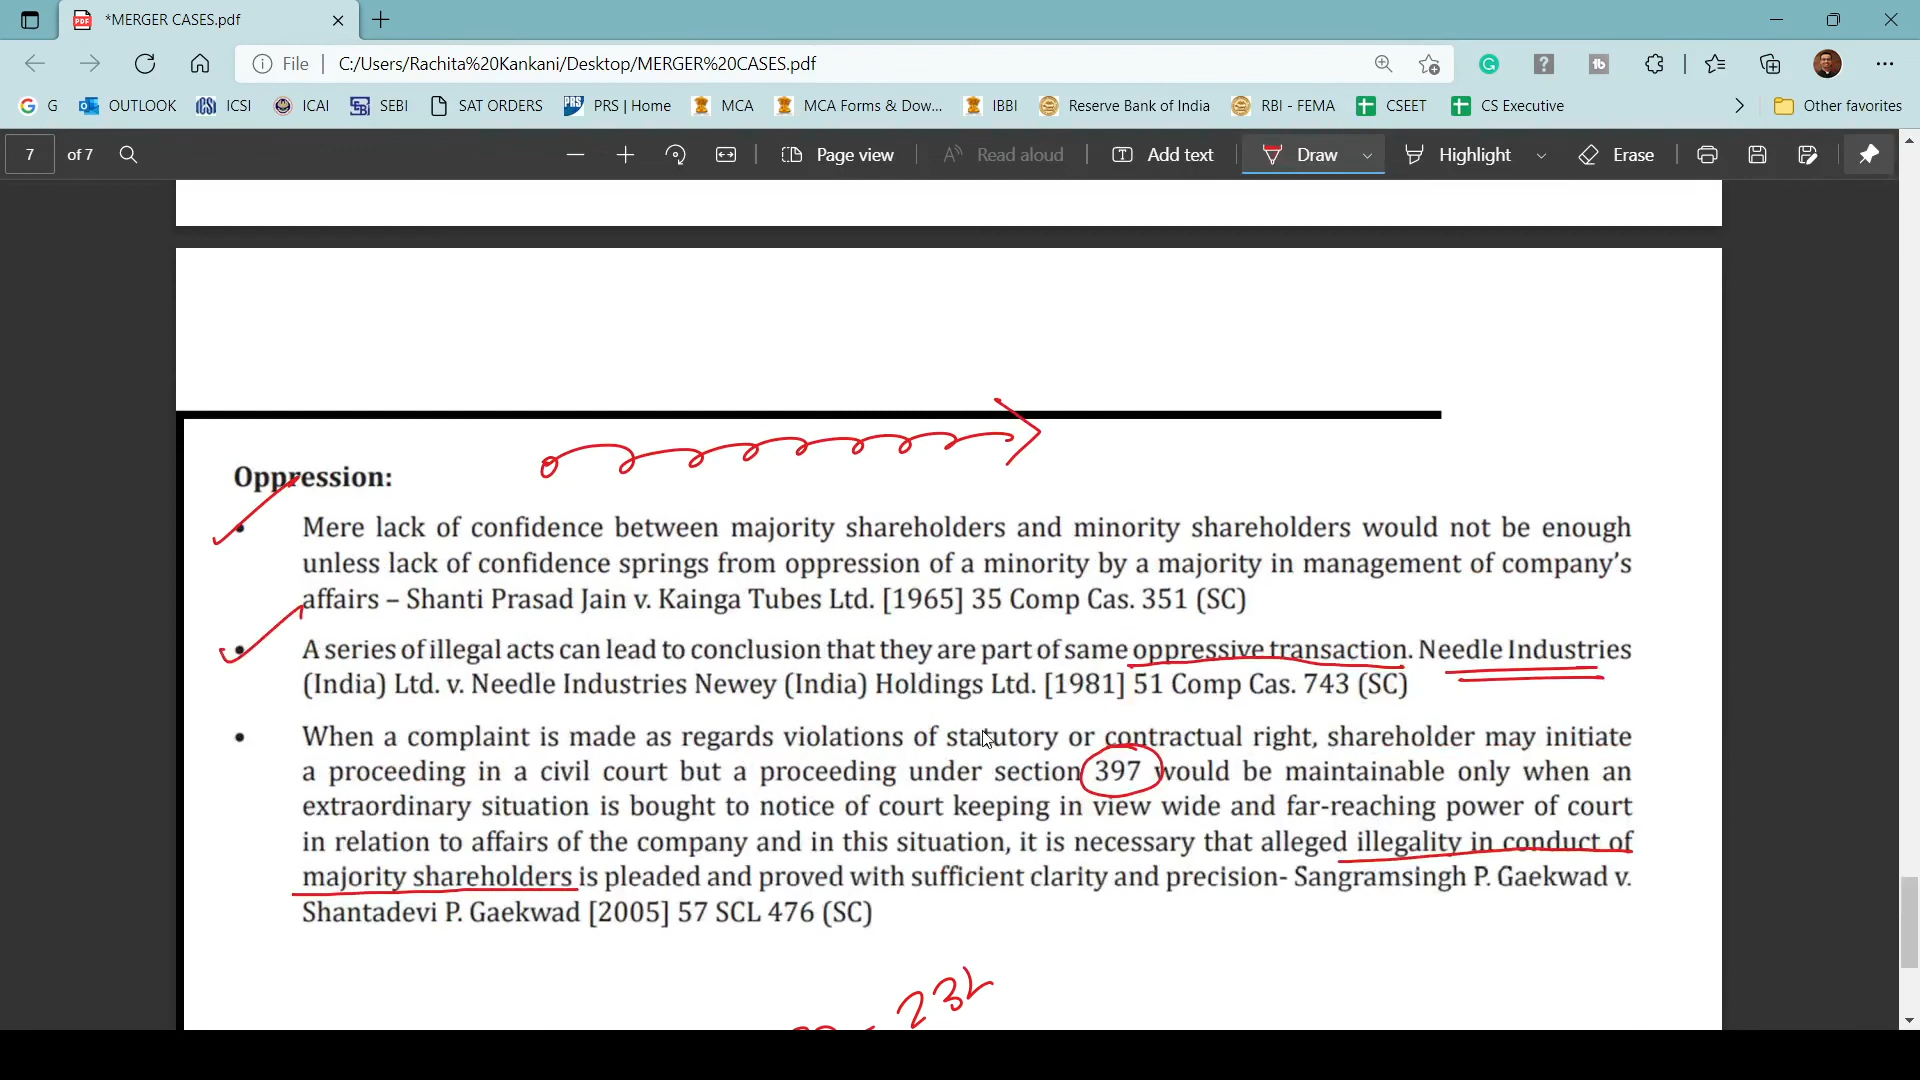 *MERGER CASES.pdf
File C:/Users/Rachita%20Kankani/Desktop/MERGER%20CASES.pdf
G OUTLOOK ICSI ICAI SEBI SAT ORDERS PRS | Home MCA MCA Forms & Dow... IBBI Reserve Bank of India RBI - FEMA CSEET CS Executive Other favorites
7 of 7 Page view Read aloud Add text Draw Highlight Erase
Oppression:
• Mere lack of confidence between majority shareholders and minority shareholders would not be enough
unless lack of confidence springs from oppression of a minority by a majority in management of company's
affairs – Shanti Prasad Jain v. Kainga Tubes Ltd. [1965] 35 Comp Cas. 351 (SC)
• A series of illegal acts can lead to conclusion that they are part of same oppressive transaction. Needle Industries
(India) Ltd. v. Needle Industries Newey (India) Holdings Ltd. [1981] 51 Comp Cas. 743 (SC)
• When a complaint is made as regards violations of statutory or contractual right, shareholder may initiate
a proceeding in a civil court but a proceeding under section 397 would be maintainable only when an
extraordinary situation is bought to notice of court keeping in view wide and far-reaching power of court
in relation to affairs of the company and in this situation, it is necessary that alleged illegality in conduct of
majority shareholders is pleaded and proved with sufficient clarity and precision- Sangramsingh P. Gaekwad v.
Shantadevi P. Gaekwad [2005] 57 SCL 476 (SC)
232